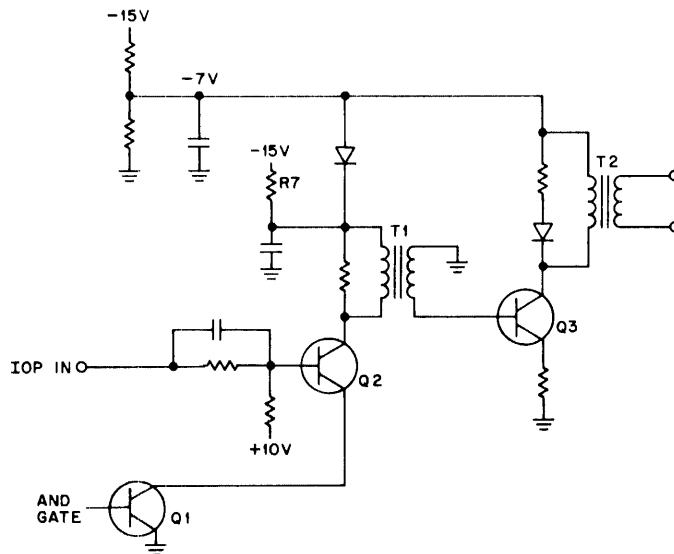 -15V
-7V
-15V
R7
T1
T2
Q3
IOP IN
Q2
+10V
AND
GATE
Q1